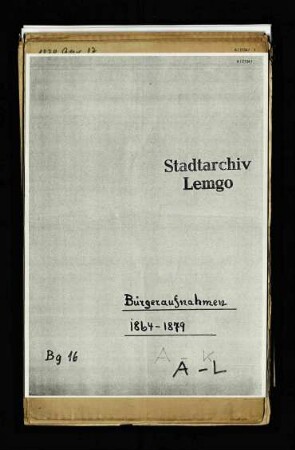 Stadtarchiv
Lemgo
Bürgeraufnahmen
1864-1879
Bg 16
A - K
A - L